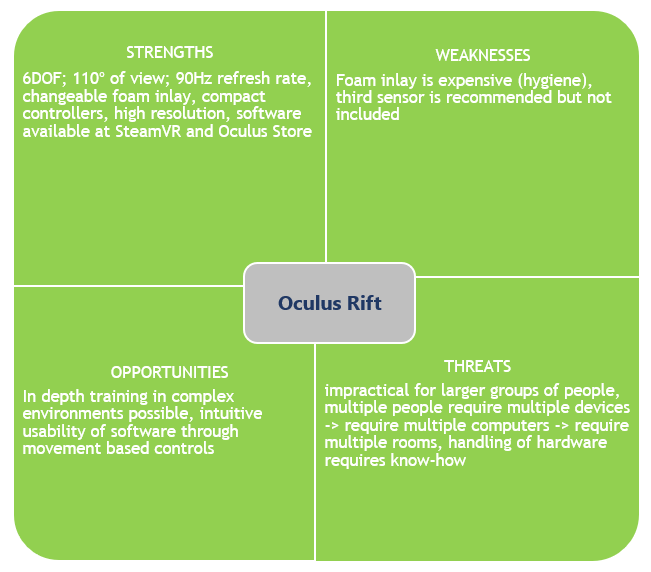 STRENGTHS
6DOF; 110° of view; 90Hz refresh rate,
changeable foam inlay, compact
controllers, high resolution, software
available at SteamVR and Oculus Store
WEAKNESSES
Foam inlay is expensive (hygiene),
third sensor is recommended but not
included
Oculus Rift
OPPORTUNITIES
In depth training in complex
environments possible, intuitive
usability of software through
movement based controls
THREATS
impractical for larger groups of people,
multiple people require multiple devices
-> require multiple computers -> require
multiple rooms, handling of hardware
requires know-how